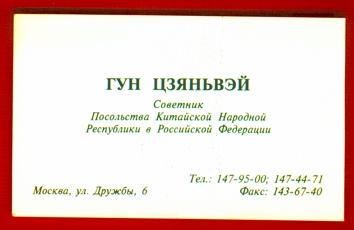 ГУН ЦЗЯНЬВЭЙ
Советник
Посольства Китайской Народной
Республики в Российской Федерации
Тел.: 147-95-00; 147-44-71
Москва, ул. Дружбы, 6
Факс: 143-67-40